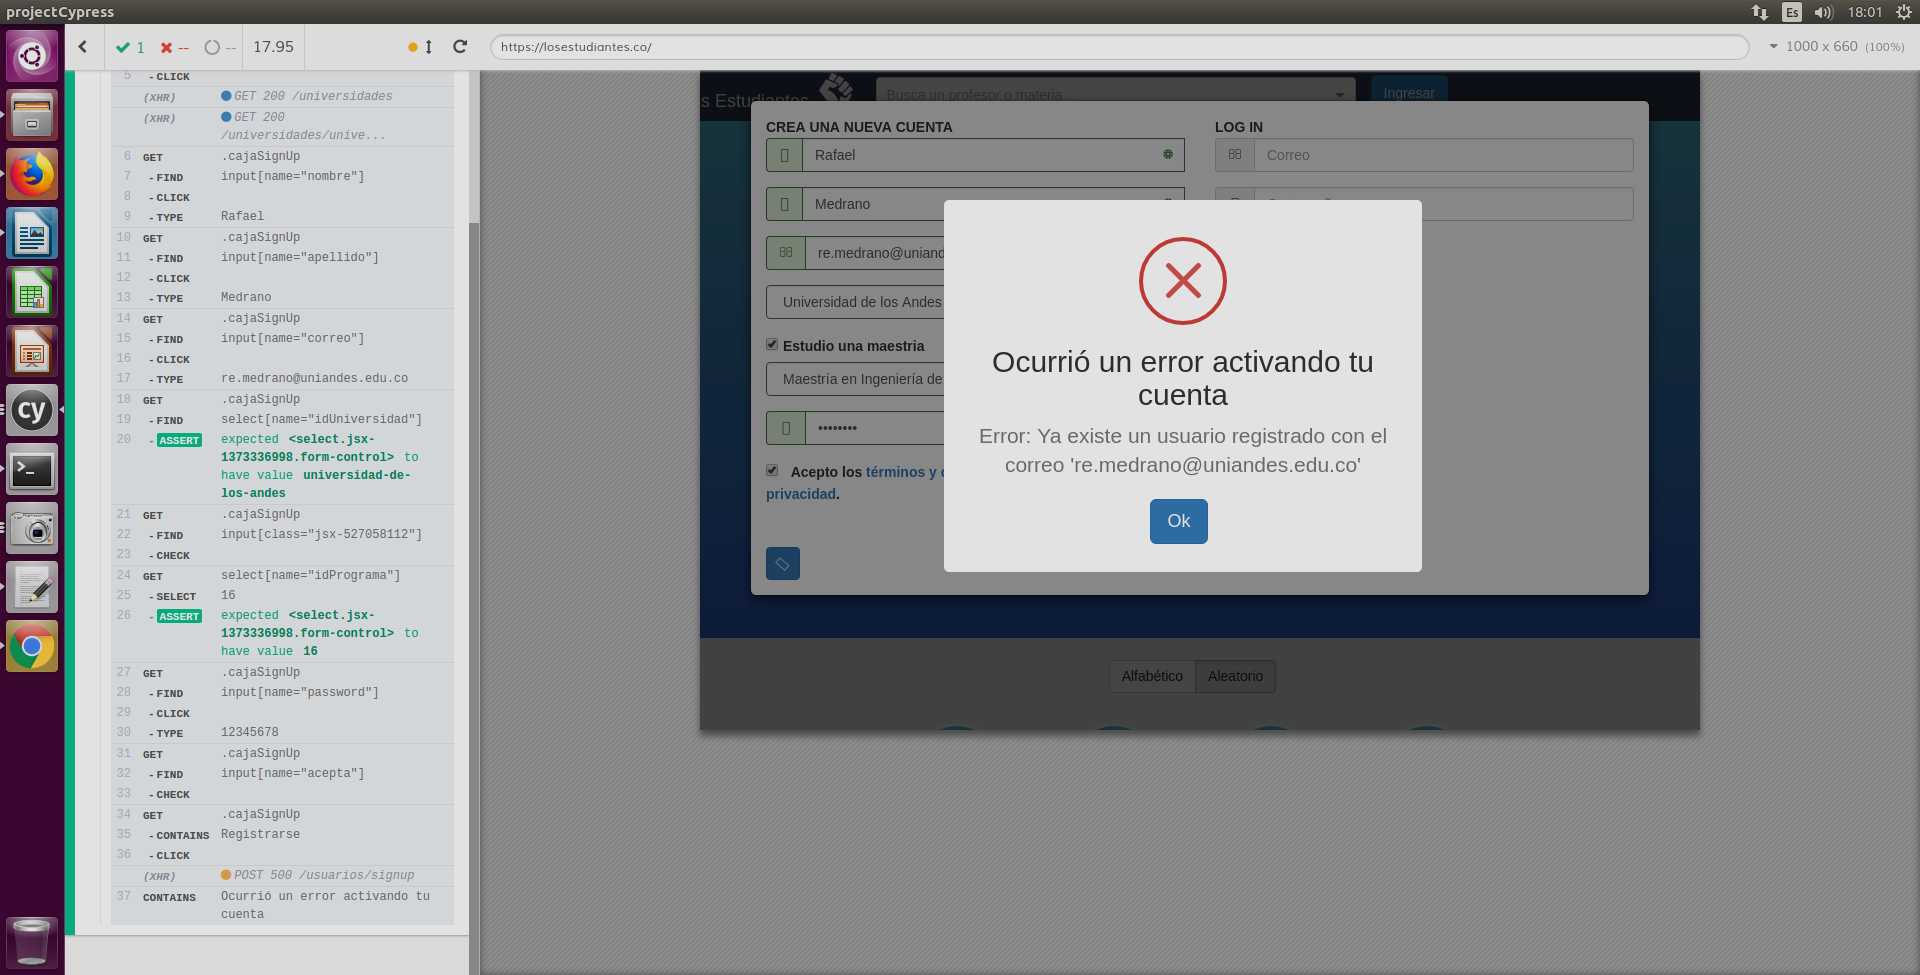 projectCypress
Es
18:01
1
--
--
17.95
https://losestudiantes.co/
1000 x 660 (100%)
5 - CLICK
(XHR) GET 200 /universidades
(XHR) GET 200
/universidades/unive...
6 GET .cajaSignUp
7 - FIND input[name="nombre"]
8 - CLICK
9 - TYPE Rafael
10 GET .cajaSignUp
11 - FIND input[name="apellido"]
12 - CLICK
13 - TYPE Medrano
14 GET .cajaSignUp
15 - FIND input[name="correo"]
16 - CLICK
17 - TYPE re.medrano@uniandes.edu.co
18 GET .cajaSignUp
19 - FIND select[name="idUniversidad"]
20 - ASSERT expected <select.jsx-
1373336998.form-control> to
have value universidad-de-
los-andes
21 GET .cajaSignUp
22 - FIND input[class="jsx-527058112"]
23 - CHECK
24 GET select[name="idPrograma"]
25 - SELECT 16
26 - ASSERT expected <select.jsx-
1373336998.form-control> to
have value 16
27 GET .cajaSignUp
28 - FIND input[name="password"]
29 - CLICK
30 - TYPE 12345678
31 GET .cajaSignUp
32 - FIND input[name="acepta"]
33 - CHECK
34 GET .cajaSignUp
35 - CONTAINS Registrarse
36 - CLICK
(XHR) POST 500 /usuarios/signup
37 CONTAINS Ocurrió un error activando tu
cuenta
s Estudiantes
Busca un profesor o materia...
Ingresar
CREA UNA NUEVA CUENTA
Rafael
Medrano
re.medrano@uniand
Universidad de los Andes
Estudio una maestria
Maestría en Ingeniería de
••••••••
Acepto los términos y
privacidad.
LOG IN
Correo
Ocurrió un error activando tu
cuenta
Error: Ya existe un usuario registrado con el
correo 're.medrano@uniandes.edu.co'
Ok
Alfabético
Aleatorio
cy